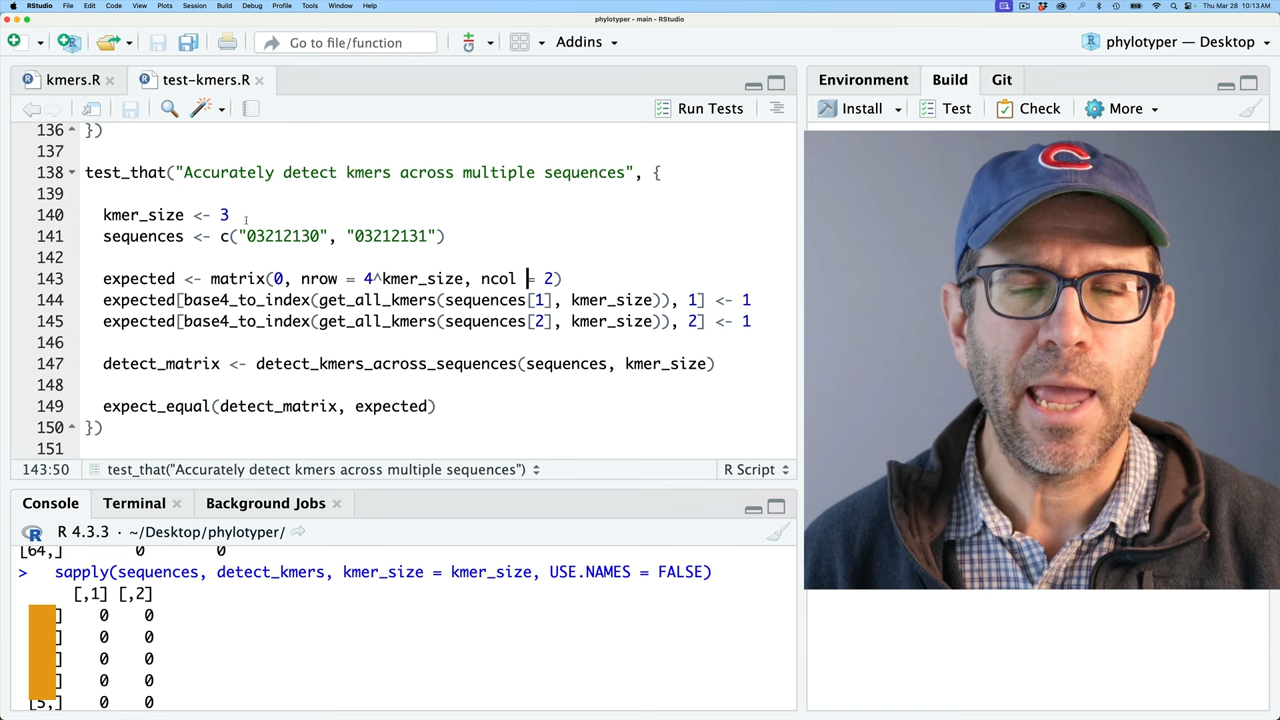 RStudio File Edit Code View Plots Session Build Debug Profile Tools Window Help Thu Mar 28 10:13 AM
phylotyper - main - RStudio
Go to file/function Addins phylotyper — Desktop
kmers.R test-kmers.R Environment Build Git
Run Tests Install Test Check More
136 })
137
138 test_that("Accurately detect kmers across multiple sequences", {
139
140 kmer_size <- 3
141 sequences <- c("03212130", "03212131")
142
143 expected <- matrix(0, nrow = 4^kmer_size, ncol = 2)
144 expected[base4_to_index(get_all_kmers(sequences[1], kmer_size)), 1] <- 1
145 expected[base4_to_index(get_all_kmers(sequences[2], kmer_size)), 2] <- 1
146
147 detect_matrix <- detect_kmers_across_sequences(sequences, kmer_size)
148
149 expect_equal(detect_matrix, expected)
150 })
151
143:50 test_that("Accurately detect kmers across multiple sequences") R Script
Console Terminal Background Jobs
R 4.3.3 · ~/Desktop/phylotyper/
[64,] 0 0
> sapply(sequences, detect_kmers, kmer_size = kmer_size, USE.NAMES = FALSE)
[,1] [,2]
] 0 0
] 0 0
] 0 0
] 0 0
[5,] 0 0